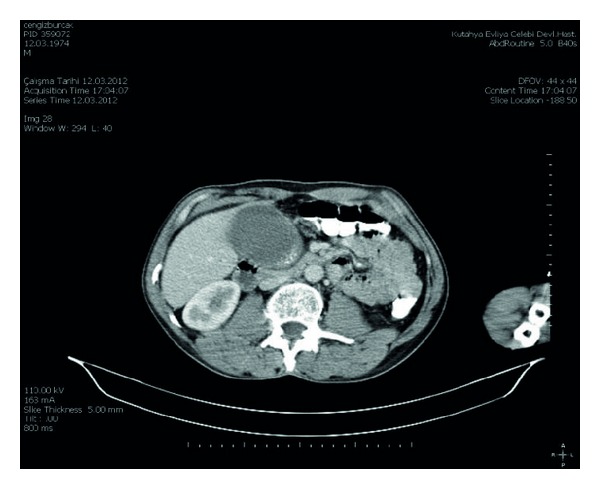 cengizburcak
PID 359072
12.03.1974
M
Kutahya Evliya Celebi Devl.Hast.
AbdRoutine 5.0 B40s
Çalışma Tarihi 12.03.2012
Acquisition Time 17:04:07
Series Time 12.03.2012
DFOV: 44 x 44
Content Time 17:04:07
Slice Location -188.50
Img 28
Window W: 294 L: 40
110.00 kV
163 mA
Slice Thickness 5.00 mm
800 ms
A
R L
P